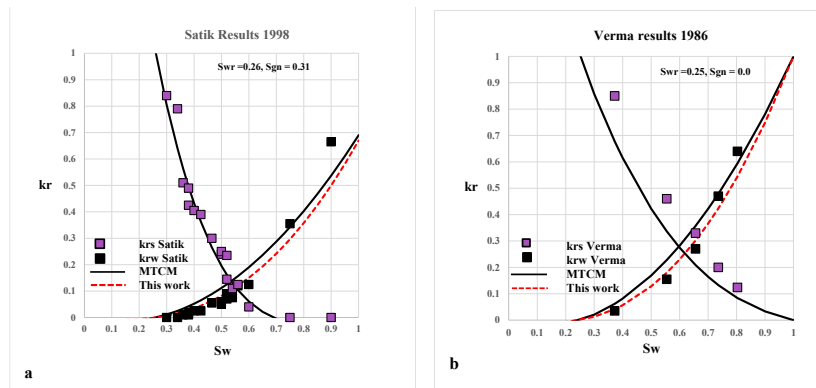 Satik Results 1998
Swr =0.26, Sgn = 0.31
1
0.9
0.8
0.7
0.6
0.5
0.4
0.3
0.2
0.1
0
kr
krs Satik
krw Satik
MTCM
This work
0 0.1 0.2 0.3 0.4 0.5 0.6 0.7 0.8 0.9 1
Sw
a
Verma results 1986
Swr =0.25, Sgn = 0.0
1
0.9
0.8
0.7
0.6
0.5
0.4
0.3
0.2
0.1
0
kr
krs Verma
krw Verma
MTCM
This work
0 0.1 0.2 0.3 0.4 0.5 0.6 0.7 0.8 0.9 1
Sw
b